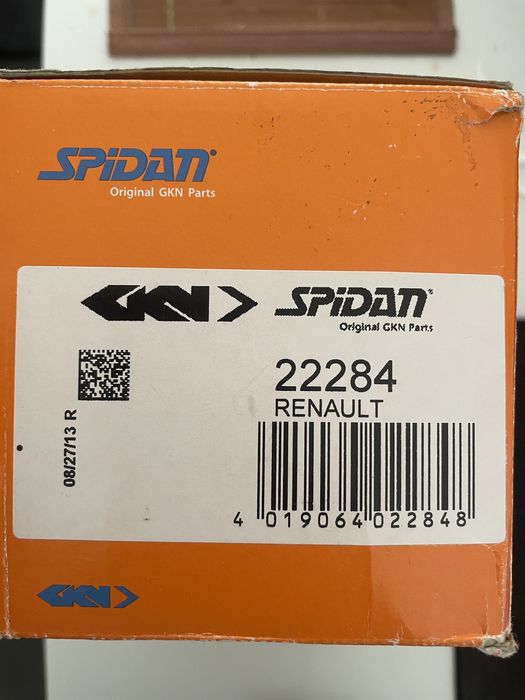 SPiDAN
Original GKN Parts
GKN SPiDAN
Original GKN Parts
22284
RENAULT
08/27/13 R
4 019064 022848
GKN